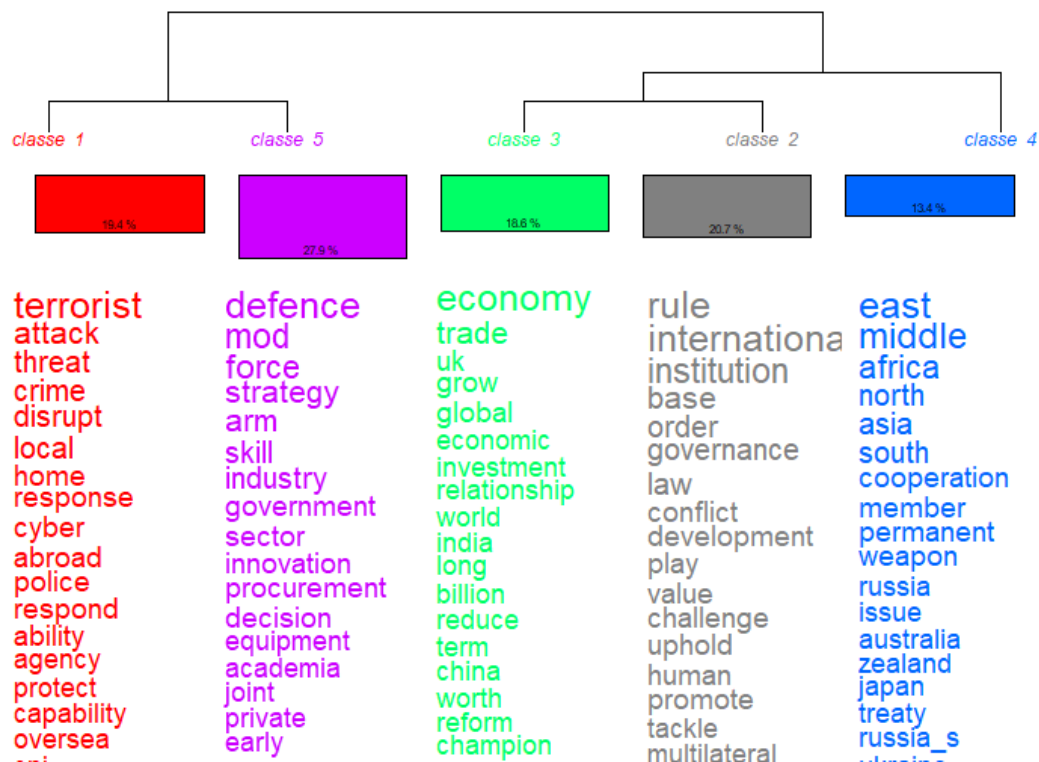 classe 1
classe 5
classe 3
classe 2
classe 4
19.4 %
27.9 %
18.6 %
20.7 %
13.4 %
terrorist
attack
threat
crime
disrupt
local
home
response
cyber
abroad
police
respond
ability
agency
protect
capability
oversea
defence
mod
force
strategy
arm
skill
industry
government
sector
innovation
procurement
decision
equipment
academia
joint
private
early
economy
trade
uk
grow
global
economic
investment
relationship
world
india
long
billion
reduce
term
china
worth
reform
champion
rule
internationa
institution
base
order
governance
law
conflict
development
play
value
challenge
uphold
human
promote
tackle
multilateral
east
middle
africa
north
asia
south
cooperation
member
permanent
weapon
russia
issue
australia
zealand
japan
treaty
russia_s